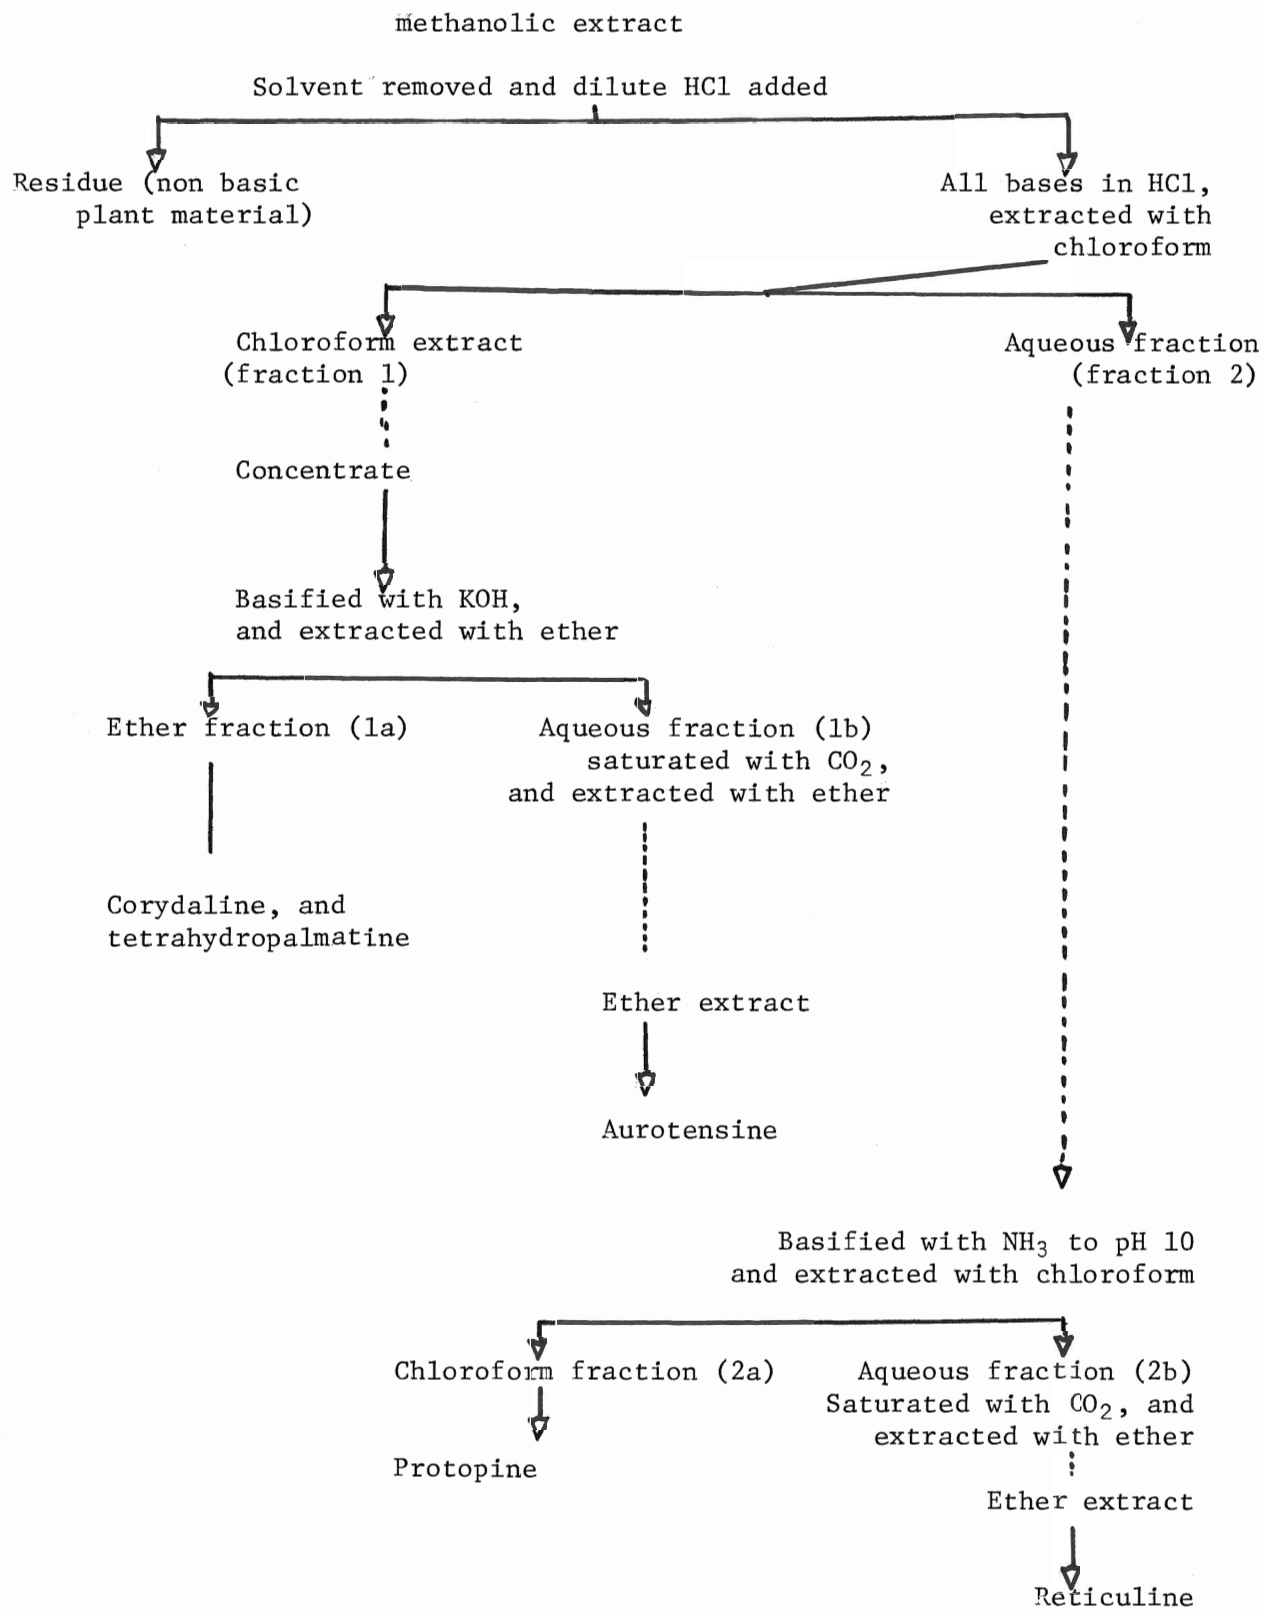 methanolic extract
Solvent removed and dilute HCl added
Residue (non basic
plant material)
All bases in HCl,
extracted with
chloroform
Chloroform extract
(fraction 1)
Aqueous fraction
(fraction 2)
Concentrate
Basified with KOH,
and extracted with ether
Ether fraction (1a)
Aqueous fraction (1b)
saturated with CO₂,
and extracted with ether
Corydaline, and
tetrahydropalmatine
Ether extract
Aurotensine
Basified with NH₃ to pH 10
and extracted with chloroform
Chloroform fraction (2a)
Aqueous fraction (2b)
Saturated with CO₂, and
extracted with ether
Protopine
Ether extract
Reticuline